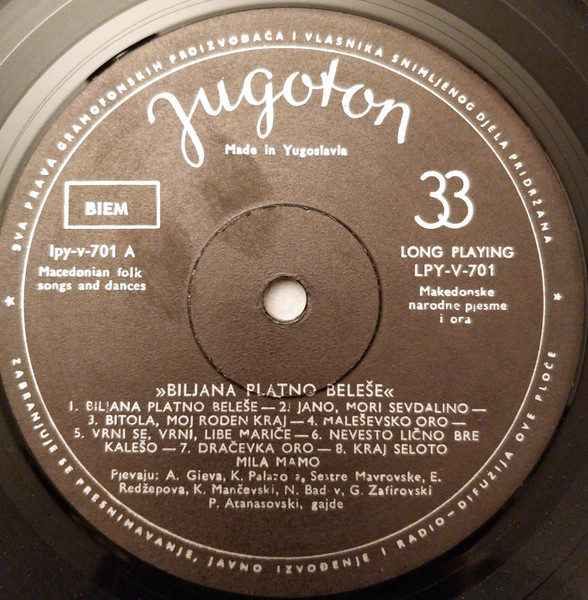 SVA PRAVA GRAMOFONSKIH PROIZVOĐAČA I VLASNIKA SNIMLJENOG DJELA PRIDRŽANA
Jugoton
Made in Yugoslavia
BIEM
33
lpy-v-701 A
Macedonian folk
songs and dances
LONG PLAYING
LPY-V-701
Makedonske
narodne pjesme
i ora
»BILJANA PLATNO BELEŠE«
1. BILJANA PLATNO BELEŠE — 2. JANO, MORI SEVDALINO —
3. BITOLA, MOJ RODEN KRAJ — 4. MALEŠEVSKO ORO —
5. VRNI SE, VRNI, LIBE MARIČE — 6. NEVESTO LIČNO BRE
KALEŠO — 7. DRAČEVKA ORO — 8. KRAJ SELOTO
MILA MAMO
Pjevaju: A. Gieva, K. Sestre Mavrovske, E.
Redžepova, K. Mančevski, N. G. Zafirovski
P. Atanasovski, gajde
ZABRANJUJE SE PRESNIMAVANJE, JAVNO IZVOĐENJE I RADIO-DIFUZIJA OVE PLOČE